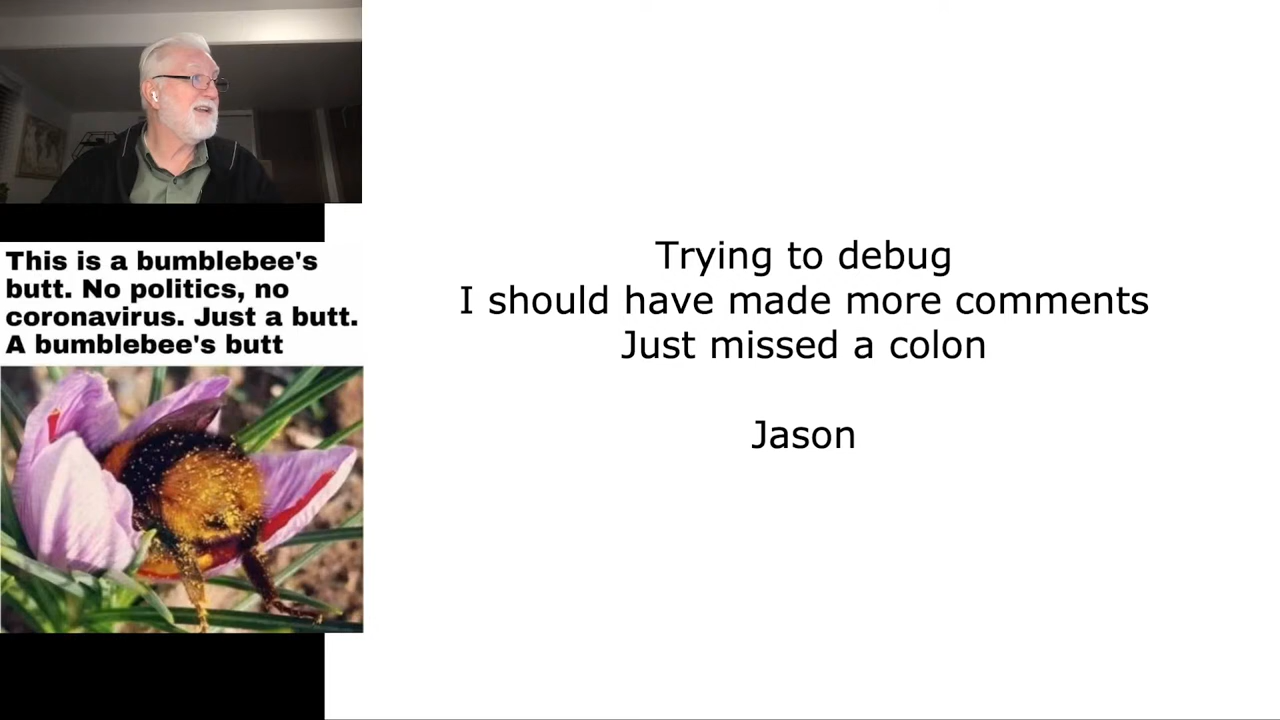 This is a bumblebee's
butt. No politics, no
coronavirus. Just a butt.
A bumblebee's butt
Trying to debug
I should have made more comments
Just missed a colon
Jason